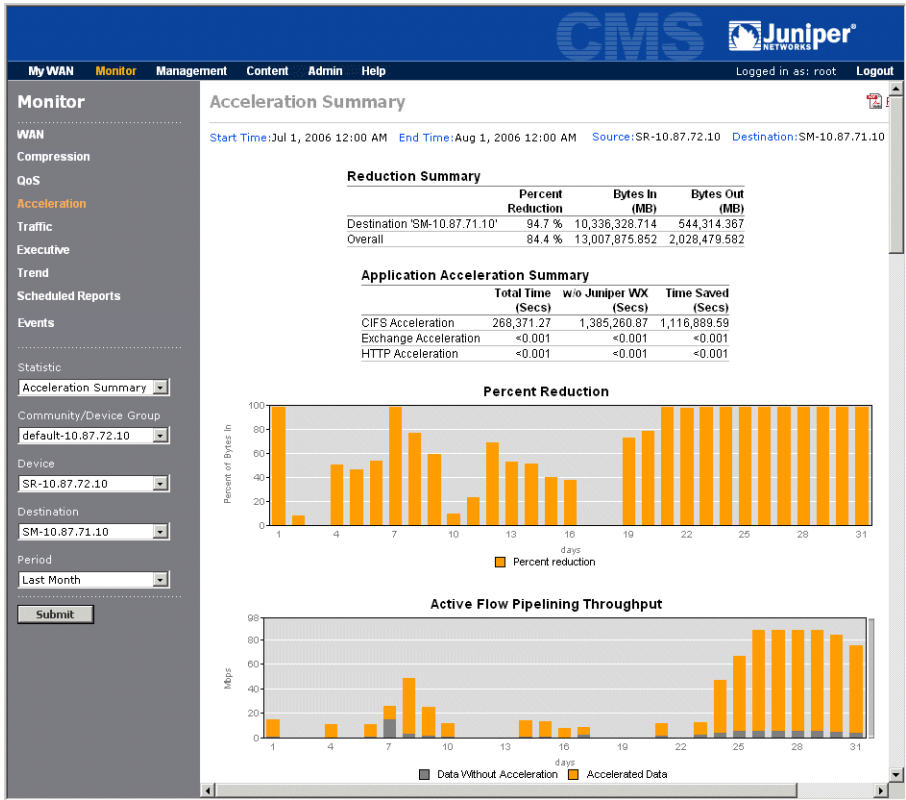 CMS
Juniper®
NETWORKS
My WAN Monitor Management Content Admin Help
Logged in as: root Logout
Monitor
WAN
Compression
QoS
Acceleration
Traffic
Executive
Trend
Scheduled Reports
Events
Statistic
Acceleration Summary
Community/Device Group
default-10.87.72.10
Device
SR-10.87.72.10
Destination
SM-10.87.71.10
Period
Last Month
Submit
Acceleration Summary
Start Time:Jul 1, 2006 12:00 AM End Time:Aug 1, 2006 12:00 AM Source:SR-10.87.72.10 Destination:SM-10.87.71.10
Reduction Summary
Percent Bytes In Bytes Out
Reduction (MB) (MB)
Destination 'SM-10.87.71.10' 94.7 % 10,336,328.714 544,314.367
Overall 84.4 % 13,007,875.852 2,028,479.582
Application Acceleration Summary
Total Time w/o Juniper WX Time Saved
(Secs) (Secs) (Secs)
CIFS Acceleration 268,371.27 1,385,260.87 1,116,889.59
Exchange Acceleration <0.001 <0.001 <0.001
HTTP Acceleration <0.001 <0.001 <0.001
Percent Reduction
Percent of Bytes In
100
80
60
40
20
0
1 4 7 10 13 16 19 22 25 28 31
days
Percent reduction
Active Flow Pipelining Throughput
Mbps
98
80
60
40
20
0
1 4 7 10 13 16 19 22 25 28 31
days
Data Without Acceleration Accelerated Data